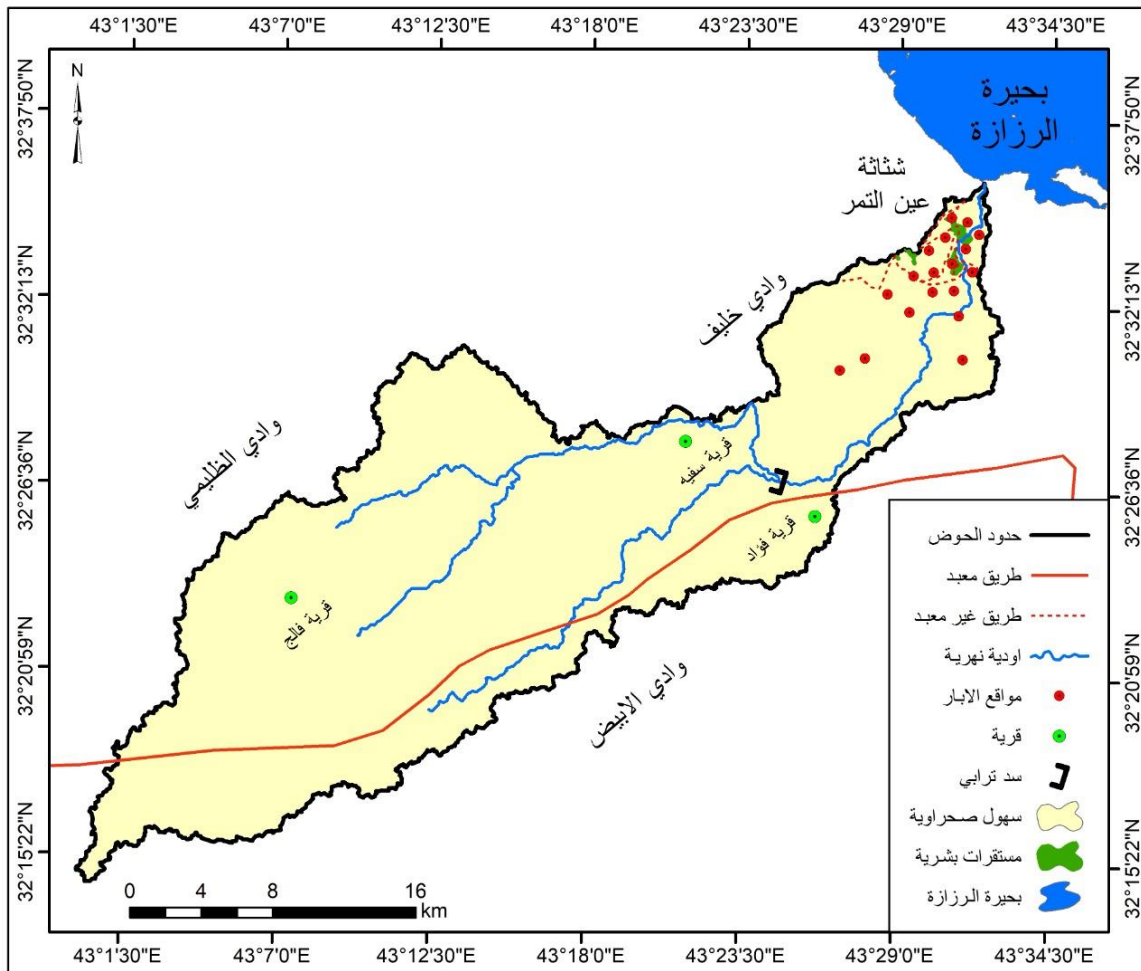 43°1'30"E
43°7'0"E
43°12'30"E
43°18'0"E
43°23'30"E
43°29'0"E
43°34'30"E
N
32°37'50"N
32°32'13"N
32°26'36"N
32°20'59"N
32°15'22"N
32°37'50"N
32°32'13"N
32°26'36"N
32°20'59"N
32°15'22"N
بحيرة
الرزازة
شثاثة
عين التمر
وادي خليف
وادي الظليمي
قرية سفيه
قرية فؤاد
قرية فالج
وادي الابيض
حدود الحوض
طريق معبد
طريق غير معبد
اودية نهرية
مواقع الابار
قرية
سد ترابي
سهول صحراوية
مستقرات بشرية
بحيرة الرزازة
0 4 8 16
km
43°1'30"E
43°7'0"E
43°12'30"E
43°18'0"E
43°23'30"E
43°29'0"E
43°34'30"E